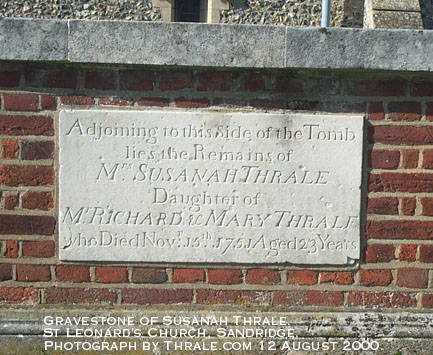 Adjoining to this Side of the Tomb
lies the Remains of
Mrs SUSANAH THRALE
Daughter of
Mr RICHARD & MARY THRALE
who Died Novr. 15th. 1751. Aged 23 Years
GRAVESTONE OF SUSANAH THRALE.
ST LEONARD'S, CHURCH, SANDRIDGE.
PHOTOGRAPH BY THRALE.COM 12 AUGUST 2000.